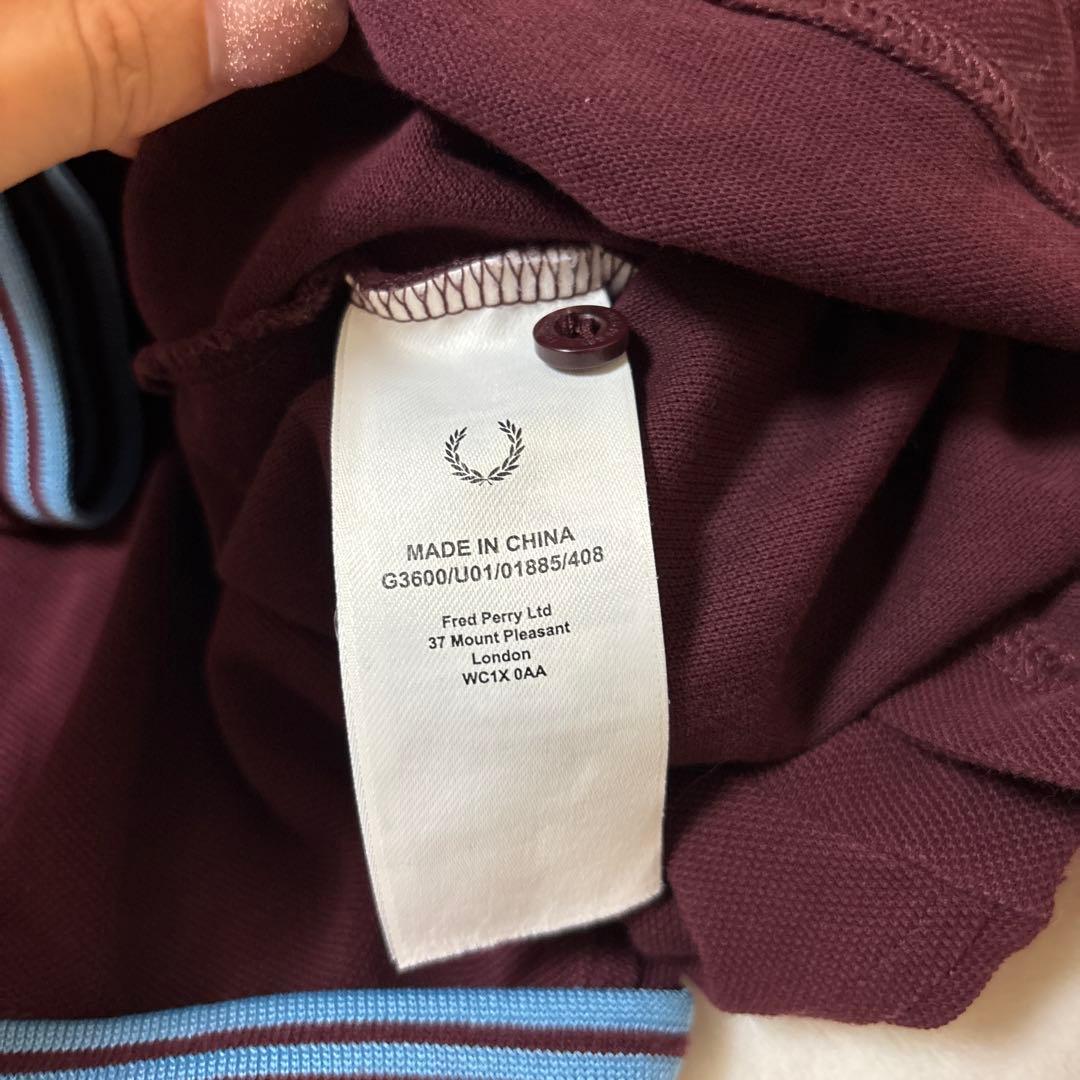 MADE IN CHINA
G3600/U01/01885/408
Fred Perry Ltd
37 Mount Pleasant
London
WC1X 0AA